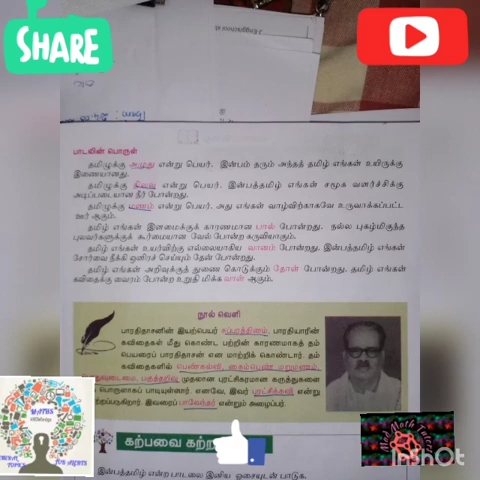 SHARE
பாடலின் பொருள்
தமிழுக்கு அமுது என்று பெயர். இன்பம் தரும் அந்தத் தமிழ் எங்கள் உயிருக்கு
இணையானது.
தமிழுக்கு நிலவு என்று பெயர். இன்பத்தமிழ் எங்கள் சமூக வளர்ச்சிக்கு
அடிப்படையான நீர் போன்றது.
தமிழுக்கு மணம் என்று பெயர். அது எங்கள் வாழ்விற்காகவே உருவாக்கப்பட்ட
ஊர் ஆகும்.
தமிழ் எங்கள் இளமைக்குக் காரணமான பால் போன்றது. நல்ல புகழ்மிகுந்த
புலவர்களுக்குக் கூர்மையான வேல் போன்ற கருவியாகும்.
தமிழ் எங்கள் உயர்விற்கு எல்லையாகிய வானம் போன்றது. இன்பத்தமிழ் எங்கள்
சோர்வை நீக்கி ஒளிரச் செய்யும் தேன் போன்றது.
தமிழ் எங்கள் அறிவுக்குத் துணை கொடுக்கும் தோள் போன்றது. தமிழ் எங்கள்
கவிதைக்கு வைரம் போன்ற உறுதி மிக்க வாள் ஆகும்.
நூல் வெளி
பாரதிதாசனின் இயற்பெயர் சுப்புரத்தினம். பாரதியாரின்
கவிதைகள் மீது கொண்ட பற்றின் காரணமாகத் தம்
பெயரைப் பாரதிதாசன் என மாற்றிக் கொண்டார். தம்
கவிதைகளில் பெண்கல்வி, கைம்பெண் மறுமணம்,
பகுத்தறிவு முதலான புரட்சிகரமான கருத்துகளை
பொருளாகப் பாடியுள்ளார். எனவே, இவர் புரட்சிக்கவி என்று
இவரைப் பாவேந்தர் என்றும் அழைப்பர்.
கற்பவை
இன்பத்தமிழ் என்ற பாடலை இனிய ஓசையுடன் பாடுக.
MATHS
Mad Math Tutor